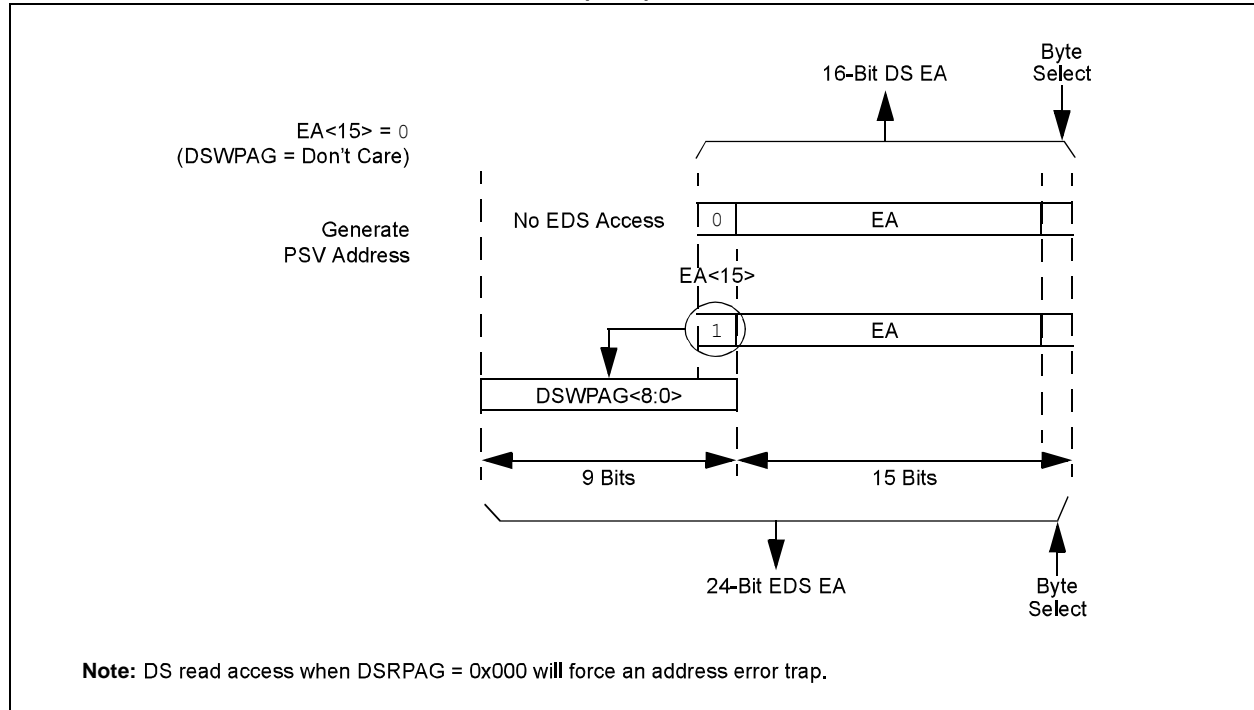 16-Bit DS EA
Byte
Select
EA<15> = 0
(DSWPAG = Don't Care)
No EDS Access
0
EA
Generate
PSV Address
EA<15>
1
EA
DSWPAG<8:0>
9 Bits
15 Bits
24-Bit EDS EA
Byte
Select
Note: DS read access when DSRPAG = 0x000 will force an address error trap.